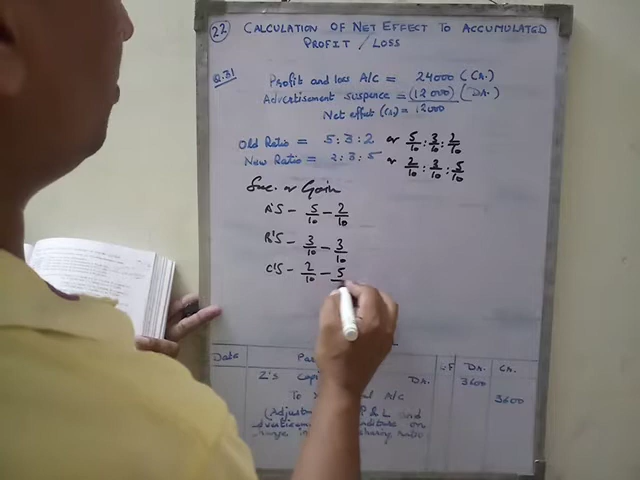 22 CALCULATION OF NET EFFECT TO ACCUMULATED
PROFIT / LOSS
Q.31
Profit and loss A/C = 24000 (CR.)
Advertisement suspence = (12000) (DR.)
Net effect (CR) = 12000
Old Ratio = 5:3:2 or 5/10 : 3/10 : 2/10
New Ratio = 2:3:5 or 2/10 : 3/10 : 5/10
Sac. or Gain
A'S - 5/10 - 2/10
B'S - 3/10 - 3/10
C'S - 2/10 - 5
Date L.F DR. CR.
Z's DR. 3600
To A/C 3600
(Adjust P & L and
on
in